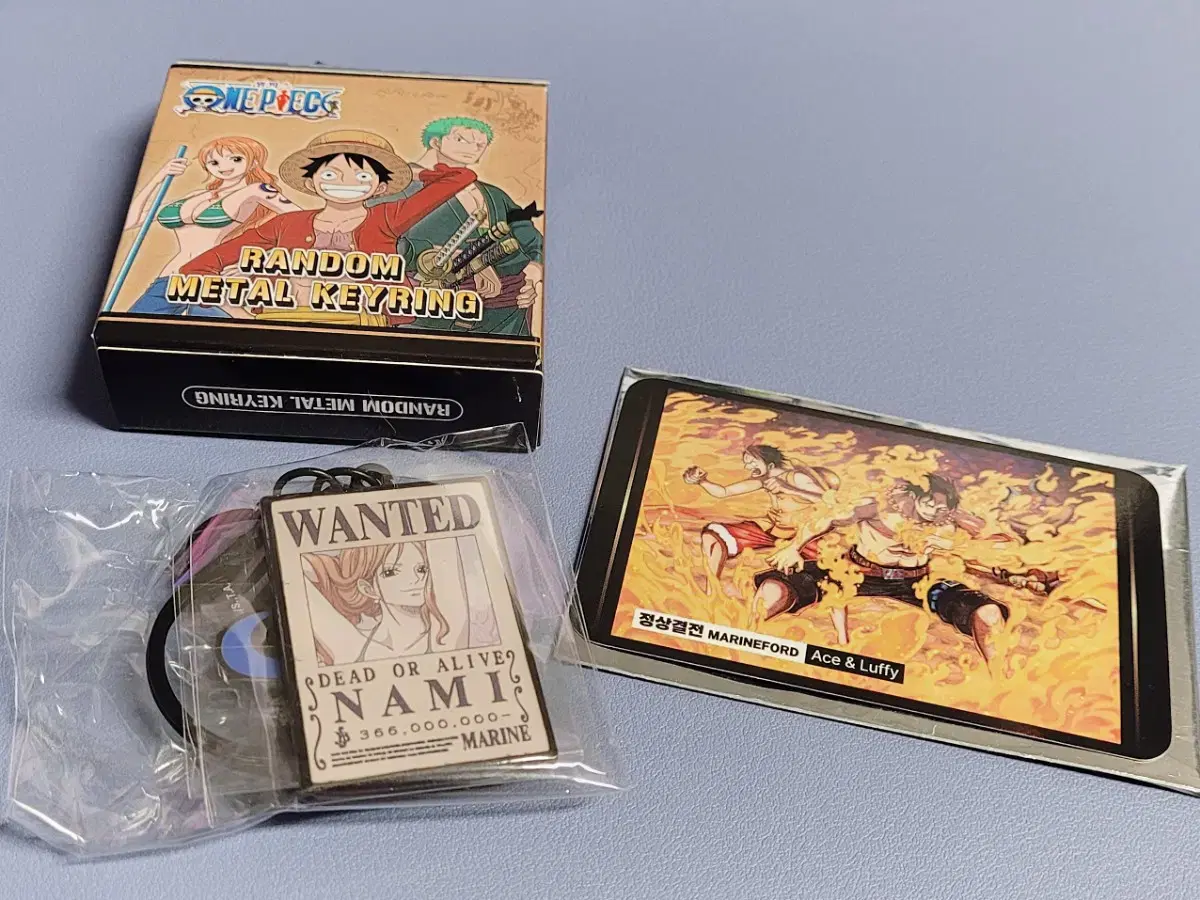 ONE PIECE
RANDOM
METAL KEYRING
RANDOM METAL KEYRING
WANTED
DEAD OR ALIVE
NAMI
366,000,000-
MARINE
정상결전 MARINEFORD Ace & Luffy